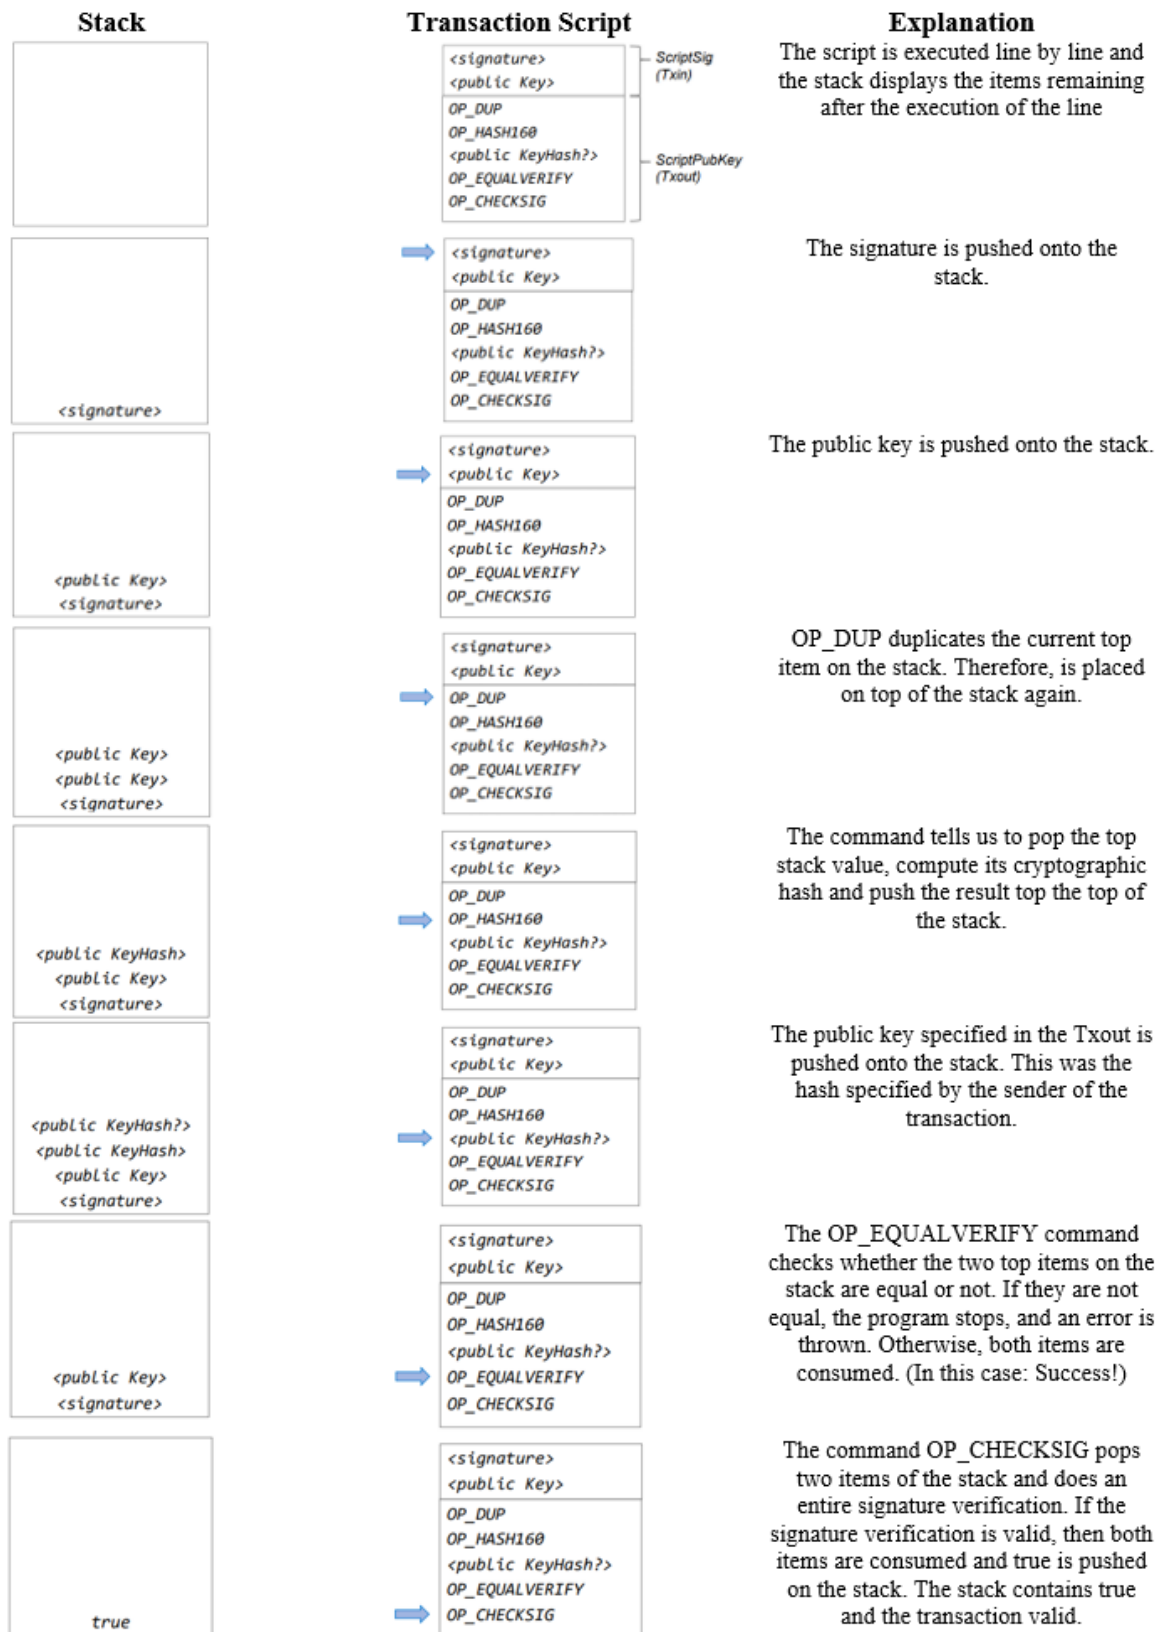 Stack
Transaction Script
Explanation
<signature>
<public Key>
OP_DUP
OP_HASH160
<public KeyHash?>
OP_EQUALVERIFY
OP_CHECKSIG
ScriptSig
(Txin)
ScriptPubKey
(Txout)
The script is executed line by line and
the stack displays the items remaining
after the execution of the line
<signature>
<signature>
<public Key>
OP_DUP
OP_HASH160
<public KeyHash?>
OP_EQUALVERIFY
OP_CHECKSIG
The signature is pushed onto the
stack.
<public Key>
<signature>
<signature>
<public Key>
OP_DUP
OP_HASH160
<public KeyHash?>
OP_EQUALVERIFY
OP_CHECKSIG
The public key is pushed onto the stack.
<public Key>
<public Key>
<signature>
<signature>
<public Key>
OP_DUP
OP_HASH160
<public KeyHash?>
OP_EQUALVERIFY
OP_CHECKSIG
OP_DUP duplicates the current top
item on the stack. Therefore, is placed
on top of the stack again.
<public KeyHash>
<public Key>
<signature>
<signature>
<public Key>
OP_DUP
OP_HASH160
<public KeyHash?>
OP_EQUALVERIFY
OP_CHECKSIG
The command tells us to pop the top
stack value, compute its cryptographic
hash and push the result top the top of
the stack.
<public KeyHash?>
<public KeyHash>
<public Key>
<signature>
<signature>
<public Key>
OP_DUP
OP_HASH160
<public KeyHash?>
OP_EQUALVERIFY
OP_CHECKSIG
The public key specified in the Txout is
pushed onto the stack. This was the
hash specified by the sender of the
transaction.
<public Key>
<signature>
<signature>
<public Key>
OP_DUP
OP_HASH160
<public KeyHash?>
OP_EQUALVERIFY
OP_CHECKSIG
The OP_EQUALVERIFY command
checks whether the two top items on the
stack are equal or not. If they are not
equal, the program stops, and an error is
thrown. Otherwise, both items are
consumed. (In this case: Success!)
true
<signature>
<public Key>
OP_DUP
OP_HASH160
<public KeyHash?>
OP_EQUALVERIFY
OP_CHECKSIG
The command OP_CHECKSIG pops
two items of the stack and does an
entire signature verification. If the
signature verification is valid, then both
items are consumed and true is pushed
on the stack. The stack contains true
and the transaction valid.